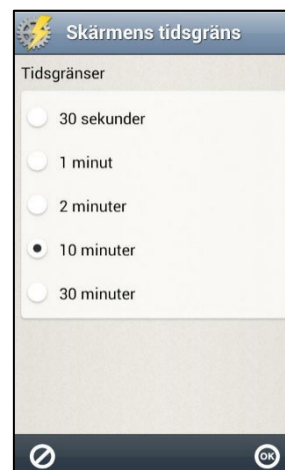 Skärmens tidsgräns
Tidsgränser
30 sekunder
1 minut
2 minuter
10 minuter
30 minuter
OK